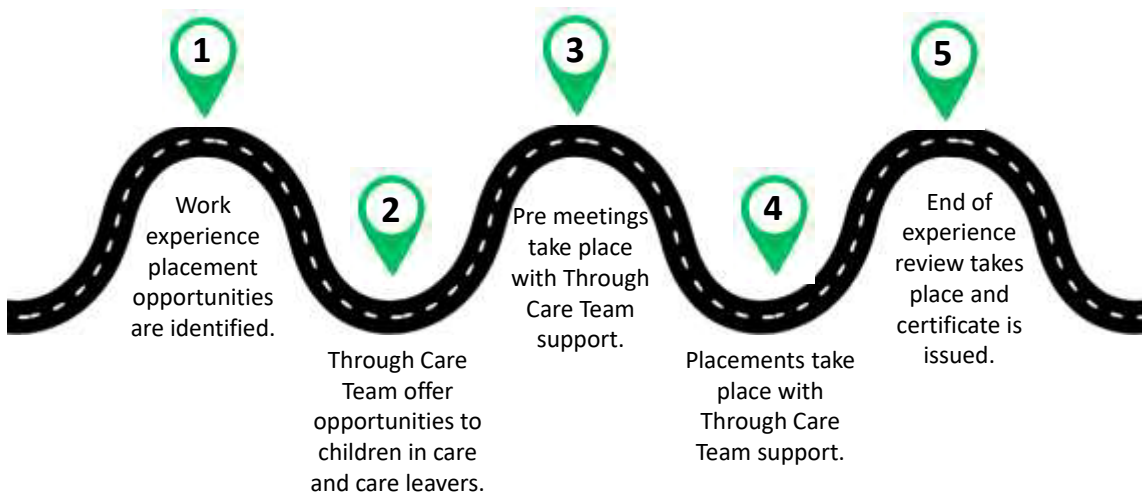 1
Work
experience
placement
opportunities
are identified.
2
Through Care
Team offer
opportunities to
children in care
and care leavers.
3
Pre meetings
take place
with Through
Care Team
support.
4
Placements take
place with
Through Care
Team support.
5
End of
experience
review takes
place and
certificate is
issued.